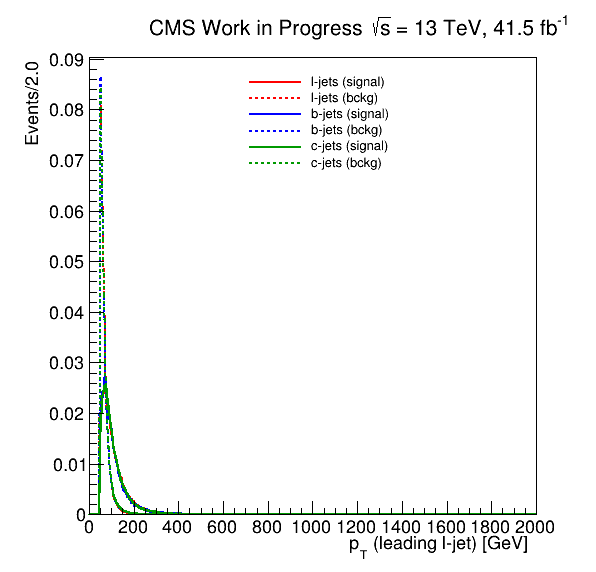 CMS Work in Progress √s = 13 TeV, 41.5 fb⁻¹
Events/2.0
0.09
0.08
0.07
0.06
0.05
0.04
0.03
0.02
0.01
0
l-jets (signal)
l-jets (bckg)
b-jets (signal)
b-jets (bckg)
c-jets (signal)
c-jets (bckg)
0 200 400 600 800 1000 1200 1400 1600 1800 2000
p_T (leading l-jet) [GeV]